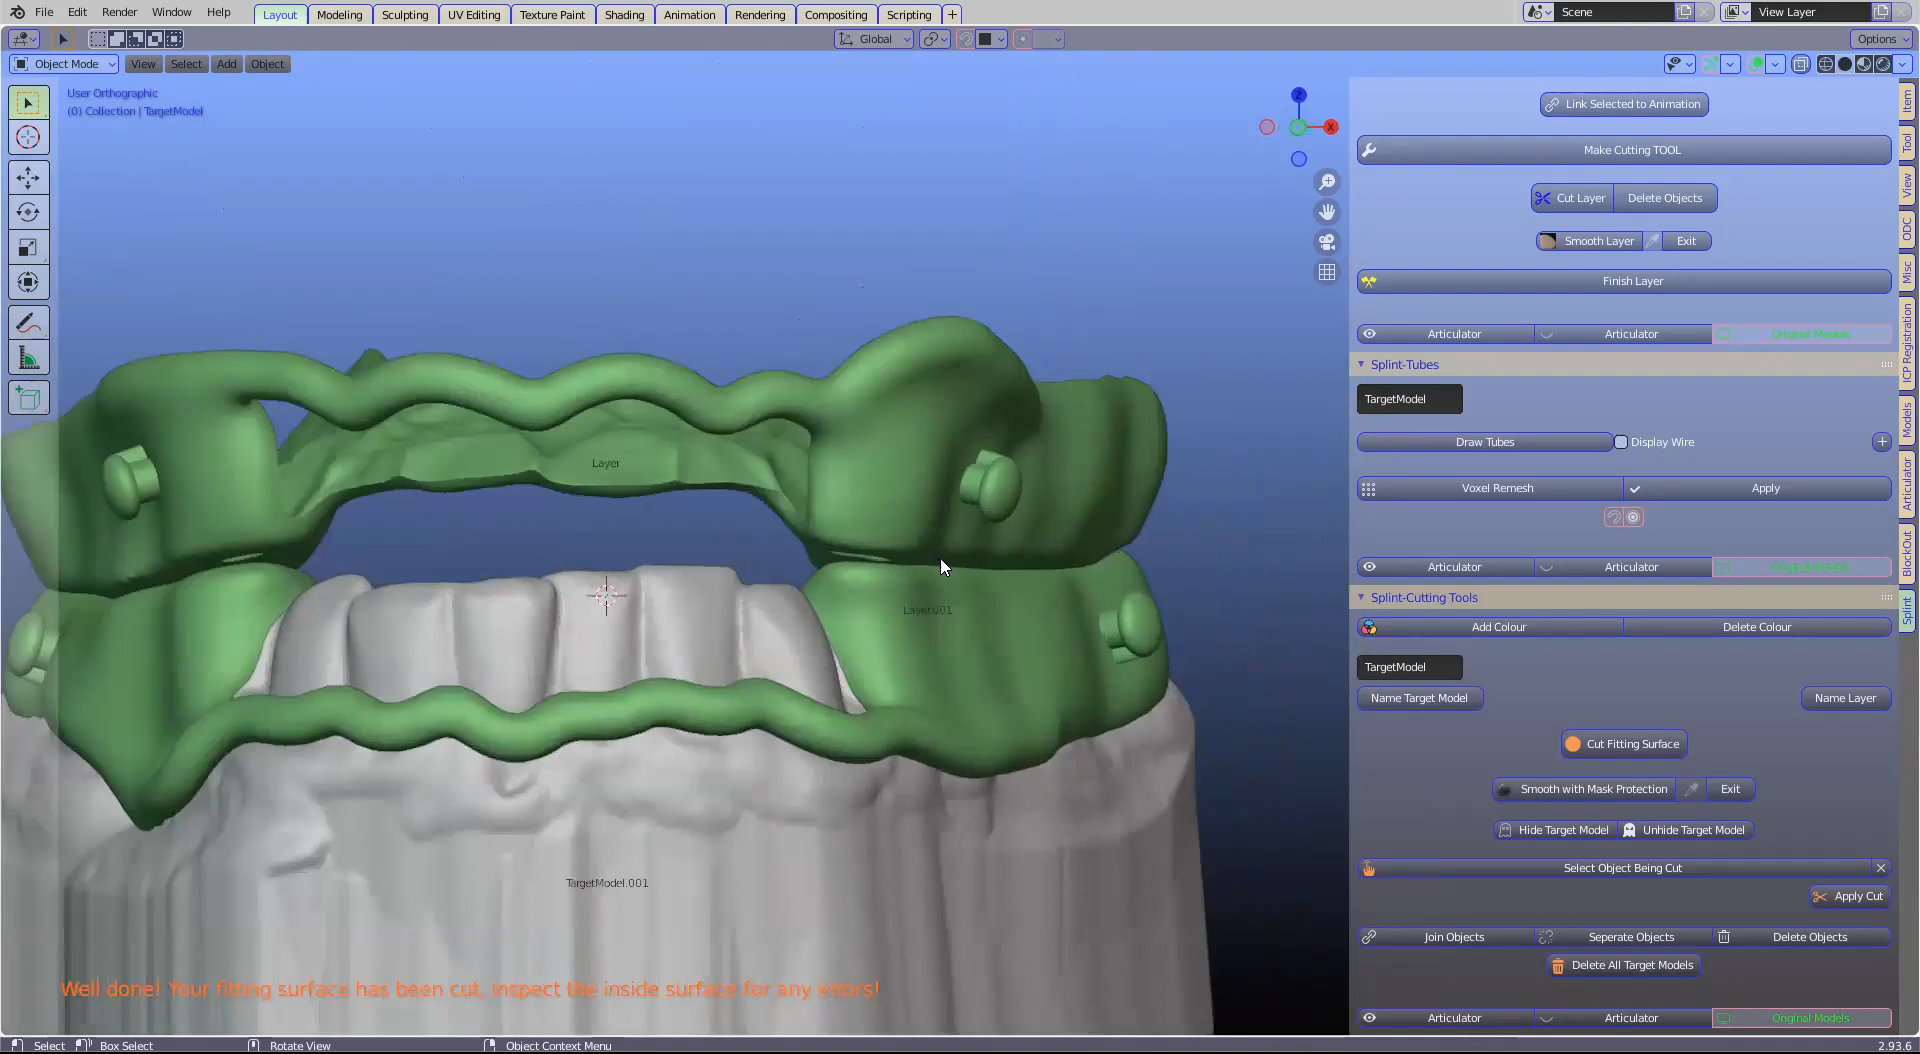 File Edit Render Window Help Layout Modeling Sculpting UV Editing Texture Paint Shading Animation Rendering Compositing Scripting + Scene View Layer
Global Options
Object Mode View Select Add Object
User Orthographic
(0) Collection | TargetModel
Z
X
Layer
Layer.001
TargetModel.001
Well done! Your fitting surface has been cut, inspect the inside surface for any errors!
Link Selected to Animation
Make Cutting TOOL
Cut Layer Delete Objects
Smooth Layer Exit
Finish Layer
Articulator Articulator Original Models
Splint-Tubes
TargetModel
Draw Tubes Display Wire
Voxel Remesh Apply
Articulator Articulator
Splint-Cutting Tools
Add Colour Delete Colour
TargetModel
Name Target Model Name Layer
Cut Fitting Surface
Smooth with Mask Protection Exit
Hide Target Model Unhide Target Model
Select Object Being Cut
Apply Cut
Join Objects Seperate Objects Delete Objects
Delete All Target Models
Articulator Articulator Original Models
Item
Tool
View
ODC
Misc
ICP Registration
Models
Articulator
BlockOut
Splint
Select Box Select Rotate View Object Context Menu 2.93.6